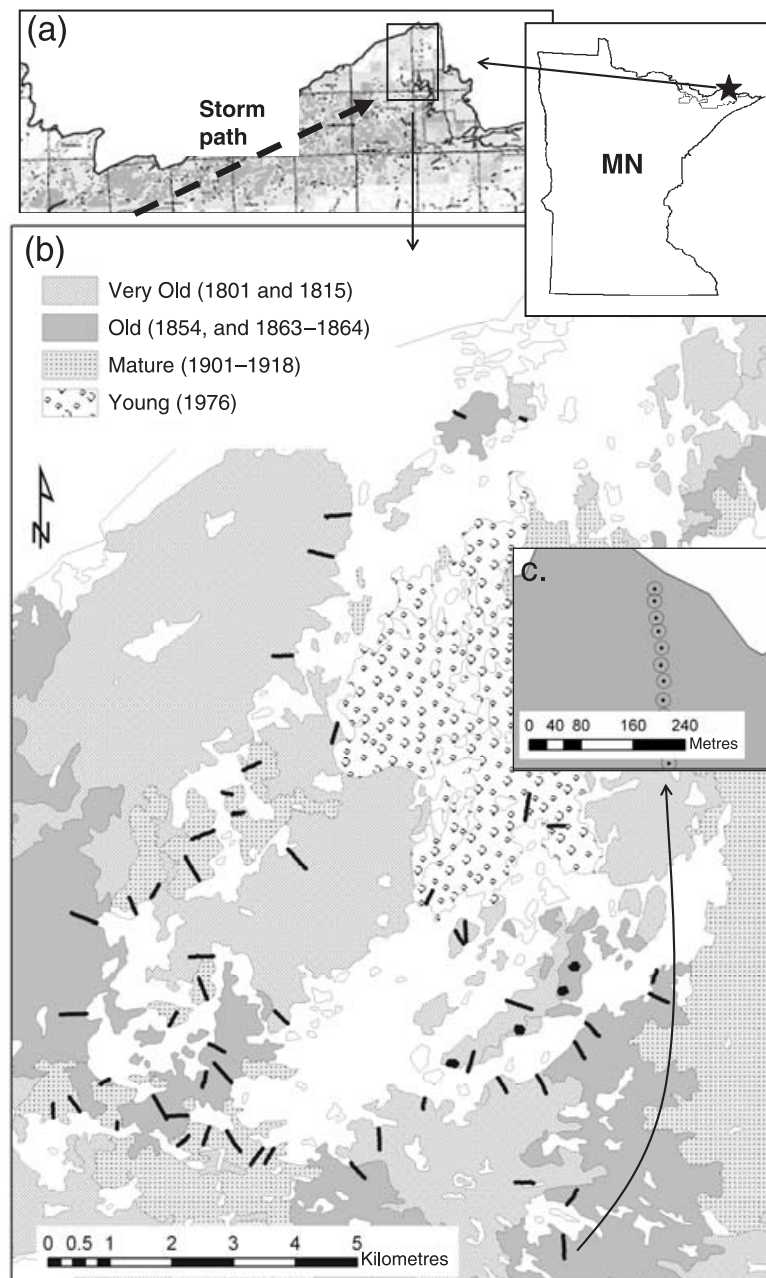 (a)
Storm
path
MN
(b)
Very Old (1801 and 1815)
Old (1854, and 1863–1864)
Mature (1901–1918)
Young (1976)
N
c.
0 40 80 160 240
Metres
0 0.5 1 2 3 4 5
Kilometres